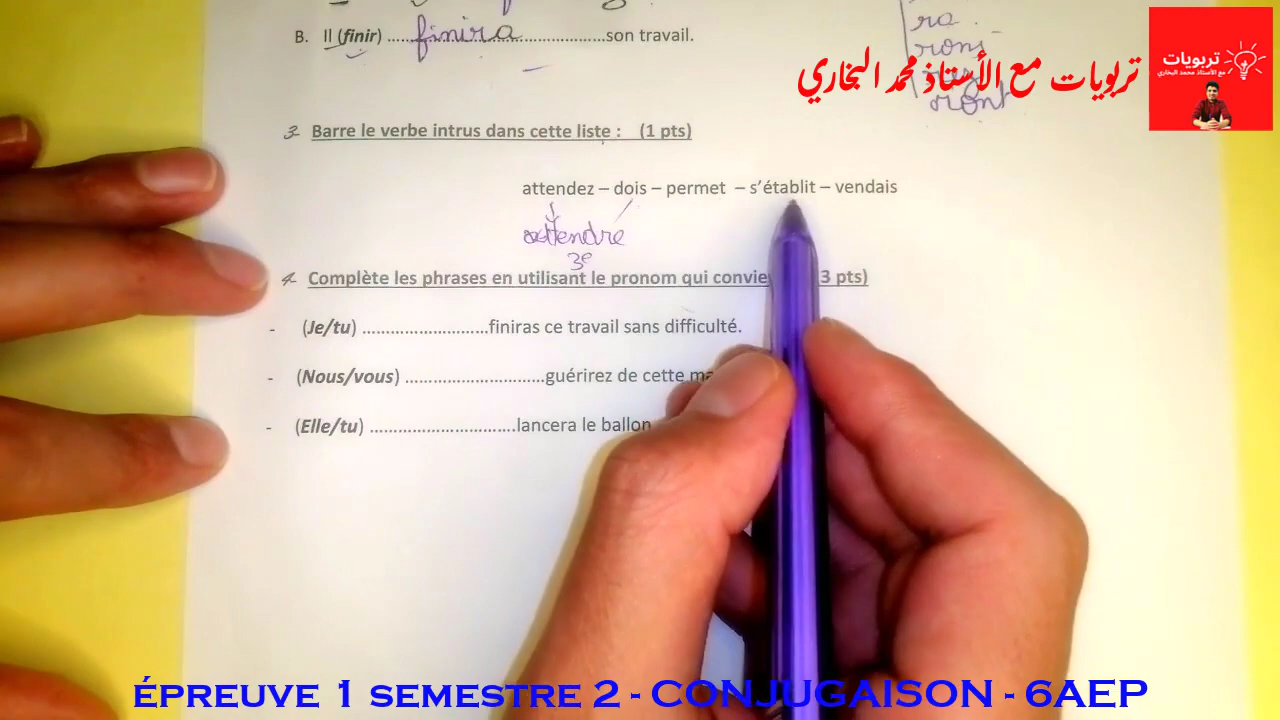 B. Il (finir) ....finira....son travail.
ra.
ront
تربويات مع الأستاذ محمد البخاري
تربويات
مع الأستاذ محمد البخاري
3- Barre le verbe intrus dans cette liste : (1 pts)
attendez – dois – permet – s'établit – vendais
attendre
3e
4- Complète les phrases en utilisant le pronom qui convie 3 pts)
- (Je/tu) ..........................finiras ce travail sans difficulté.
- (Nous/vous) .............................guérirez de cette ma
- (Elle/tu) ..............................lancera le ballon
ÉPREUVE 1 SEMESTRE 2 - CONJUGAISON - 6AEP